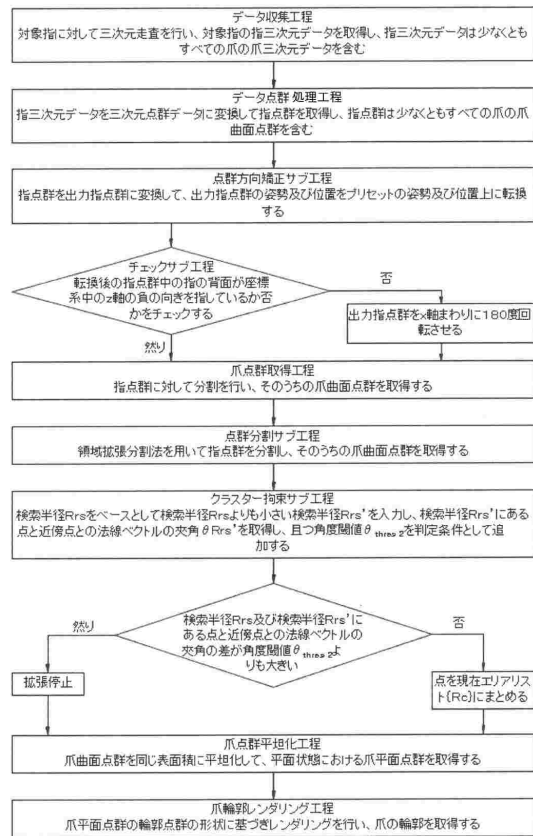 データ収集工程
対象指に対して三次元走査を行い、対象指の指三次元データを取得し、指三次元データは少なくとも
すべての爪の爪三次元データを含む
データ点群 処理工程
指三次元データを三次元点群データに変換して指点群を取得し、指点群は少なくともすべての爪の爪
曲面点群を含む
点群方向矯正サブ工程
指点群を出力指点群に変換して、出力指点群の姿勢及び位置をプリセットの姿勢及び位置上に転換
する
チェックサブ工程
転換後の指点群中の指の背面が座標
系中のz軸の負の向きを指しているか否
かをチェックする
否
然り
出力指点群をx軸まわりに180度回
転させる
爪点群取得工程
指点群に対して分割を行い、そのうちの爪曲面点群を取得する
点群分割サブ工程
領域拡張分割法を用いて指点群を分割し、そのうちの爪曲面点群を取得する
クラスター拘束サブ工程
検索半径Rrsをベースとして検索半径Rrsよりも小さい検索半径Rrs'を入力し、検索半径Rrs'にある
点と近傍点との法線ベクトルの夾角θRrs'を取得し、且つ角度閾値θthres 2を判定条件として追
加する
検索半径Rrs及び検索半径Rrs'に
ある点と近傍点との法線ベクトルの
夾角の差が角度閾値θthres 2よ
りも大きい
然り
否
拡張停止
点を現在エリアリス
ト{Rc}にまとめる
爪点群平坦化工程
爪曲面点群を同じ表面積に平坦化して、平面状態における爪平面点群を取得する
爪輪郭レンダリング工程
爪平面点群の輪郭点群の形状に基づぎレンダリングを行い、爪の輪郭を取得する